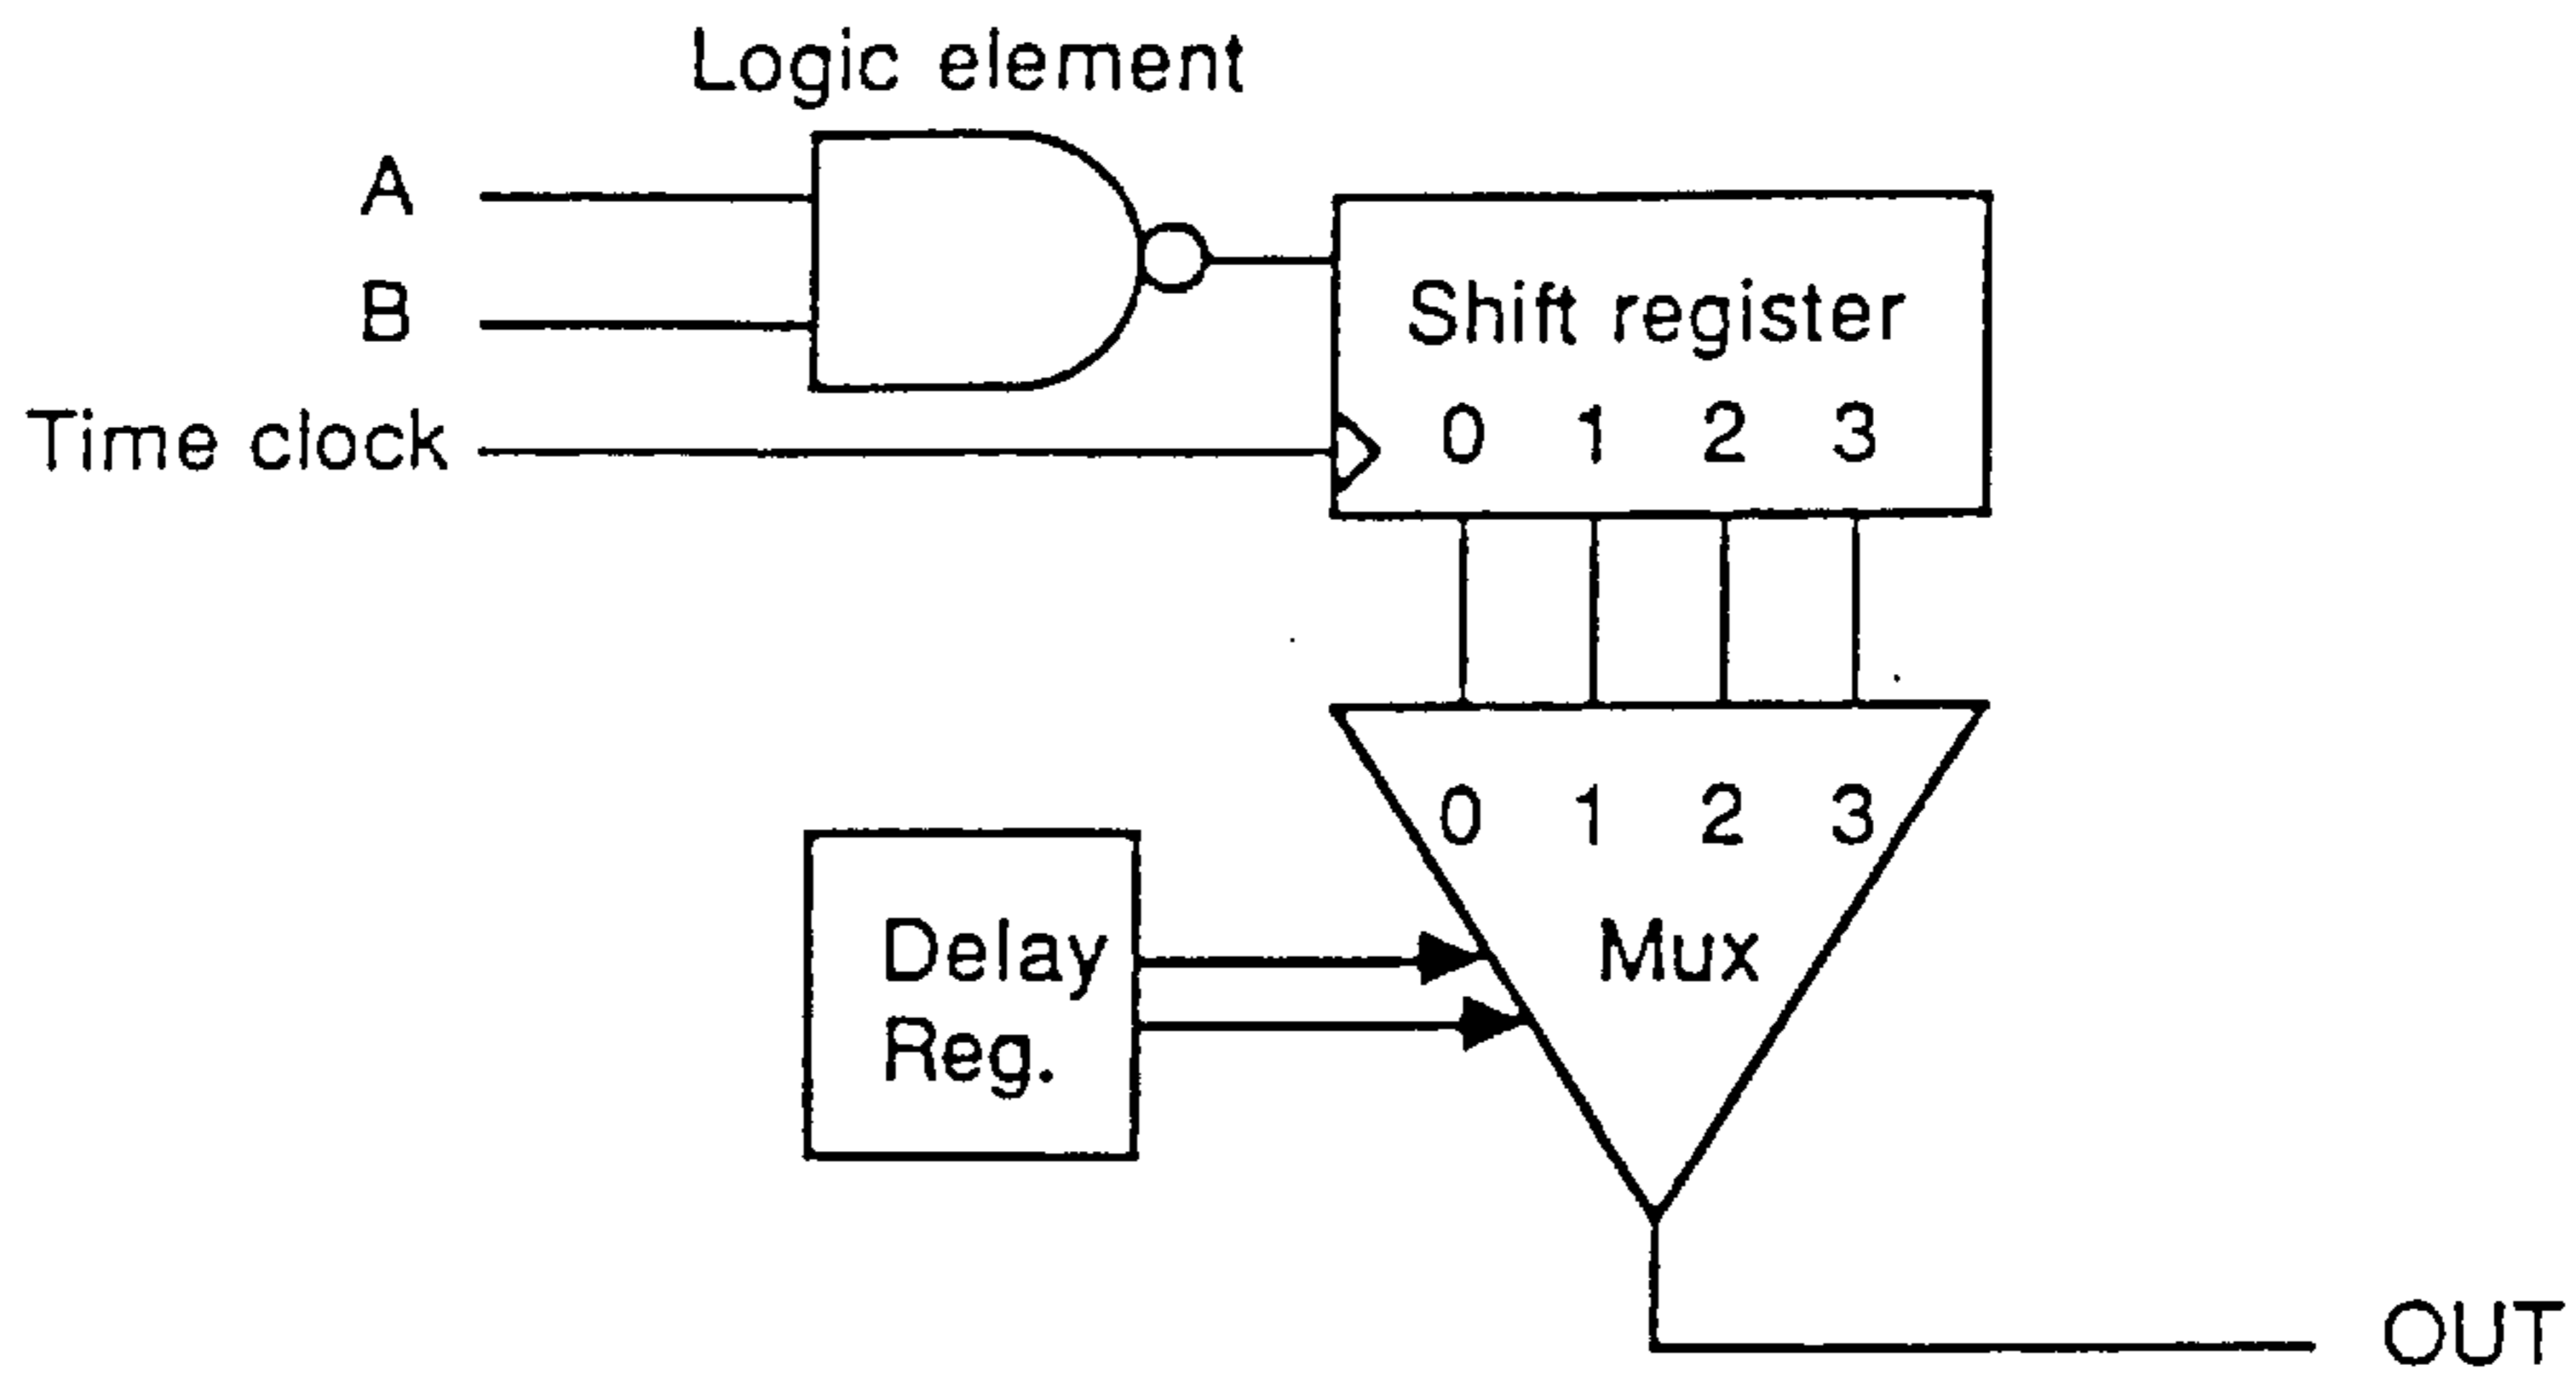 Logic element
A
B
Time clock
Shift register
0 1 2 3
0 1 2 3
Mux
Delay
Reg.
OUT